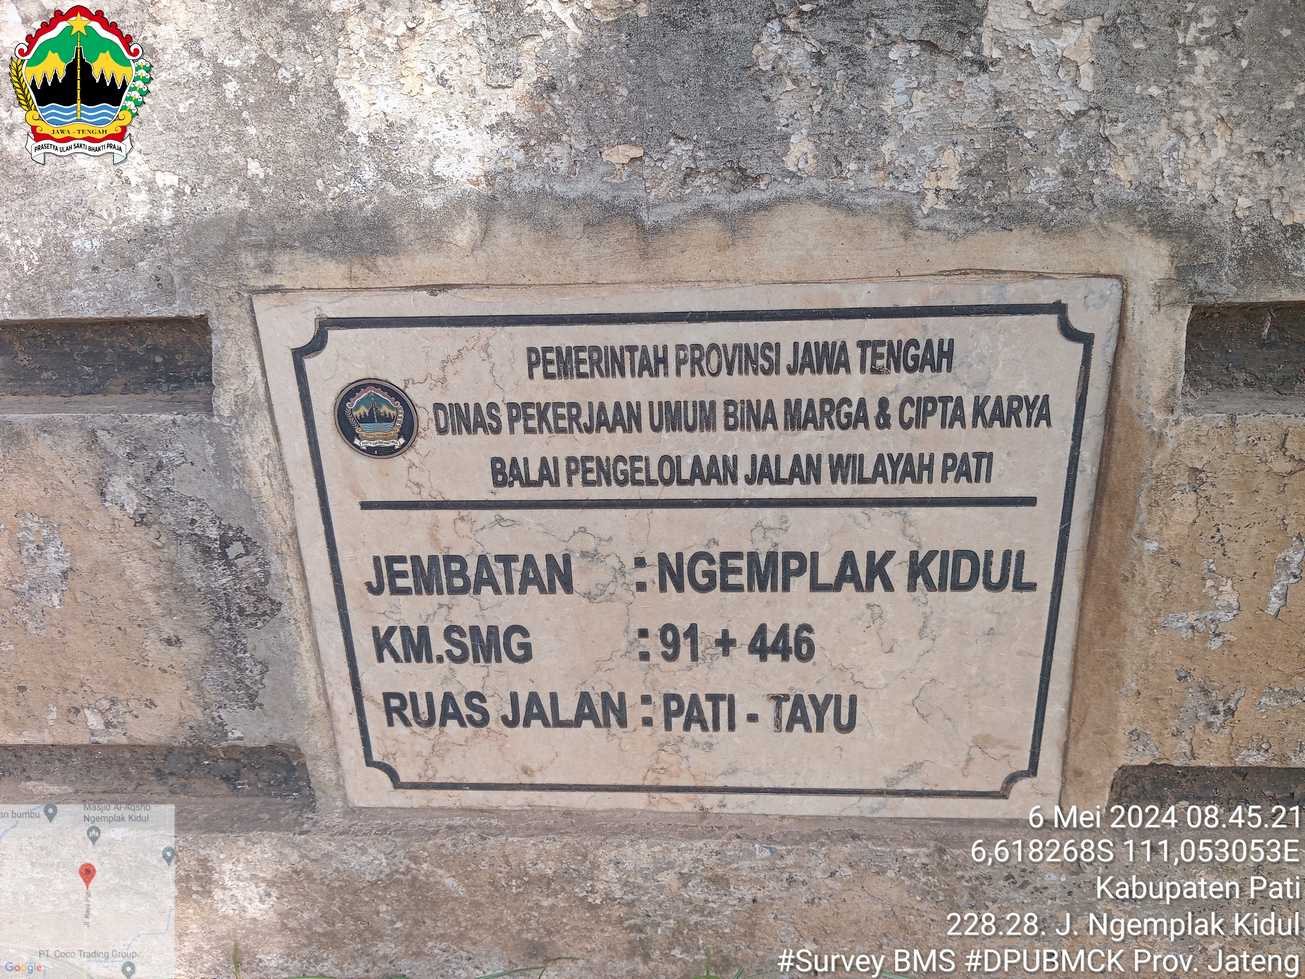 JAWA - TENGAH
PRASETYA ULAH SAKTI BHAKTI PRAJA
PEMERINTAH PROVINSI JAWA TENGAH
DINAS PEKERJAAN UMUM BiNA MARGA & CIPTA KARYA
BALAI PENGELOLAAN JALAN WILAYAH PATI
JEMBATAN : NGEMPLAK KIDUL
KM.SMG : 91 + 446
RUAS JALAN : PATI - TAYU
an bumbu
Masjid Al-Aqsho
Ngemplak Kidul
PT. Coco Trading Group
Google
6 Mei 2024 08.45.21
6,618268S 111,053053E
Kabupaten Pati
228.28. J. Ngemplak Kidul
#Survey BMS #DPUBMCK Prov. Jateng